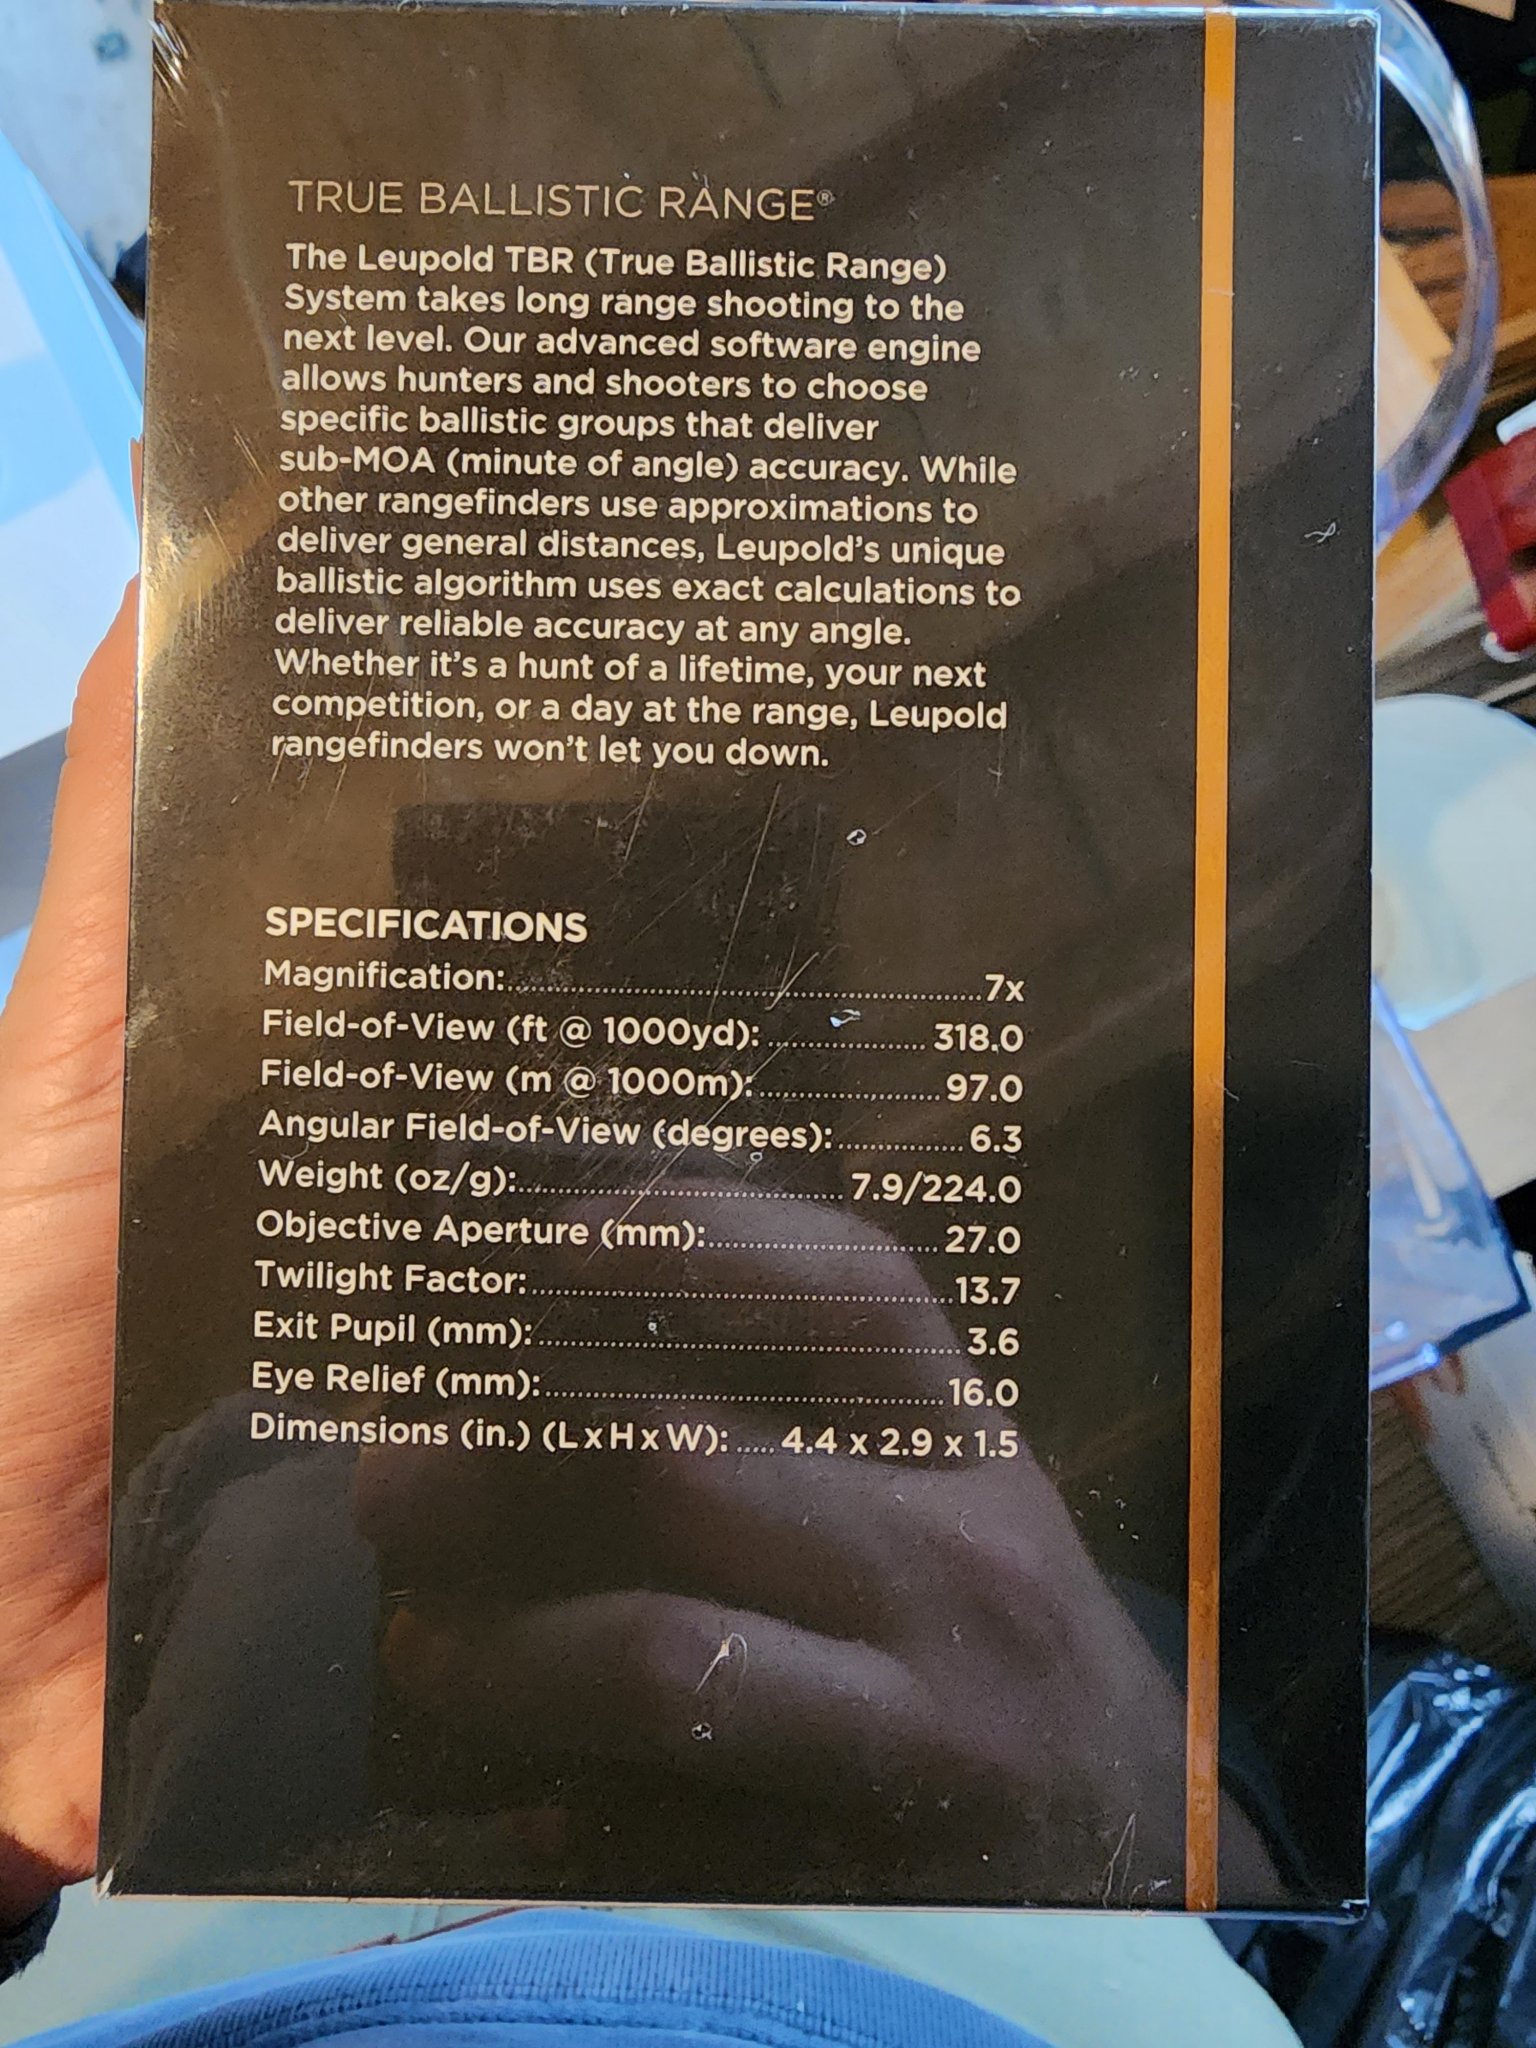 TRUE BALLISTIC RANGE®
The Leupold TBR (True Ballistic Range)
System takes long range shooting to the
next level. Our advanced software engine
allows hunters and shooters to choose
specific ballistic groups that deliver
sub-MOA (minute of angle) accuracy. While
other rangefinders use approximations to
deliver general distances, Leupold's unique
ballistic algorithm uses exact calculations to
deliver reliable accuracy at any angle.
Whether it's a hunt of a lifetime, your next
competition, or a day at the range, Leupold
rangefinders won't let you down.
SPECIFICATIONS
Magnification:..........7x
Field-of-View (ft @ 1000yd):..........318.0
Field-of-View (m @ 1000m):..........97.0
Angular Field-of-View (degrees):..........6.3
Weight (oz/g):..........7.9/224.0
Objective Aperture (mm):..........27.0
Twilight Factor:..........13.7
Exit Pupil (mm):..........3.6
Eye Relief (mm):..........16.0
Dimensions (in.) (L x H x W):.....4.4 x 2.9 x 1.5